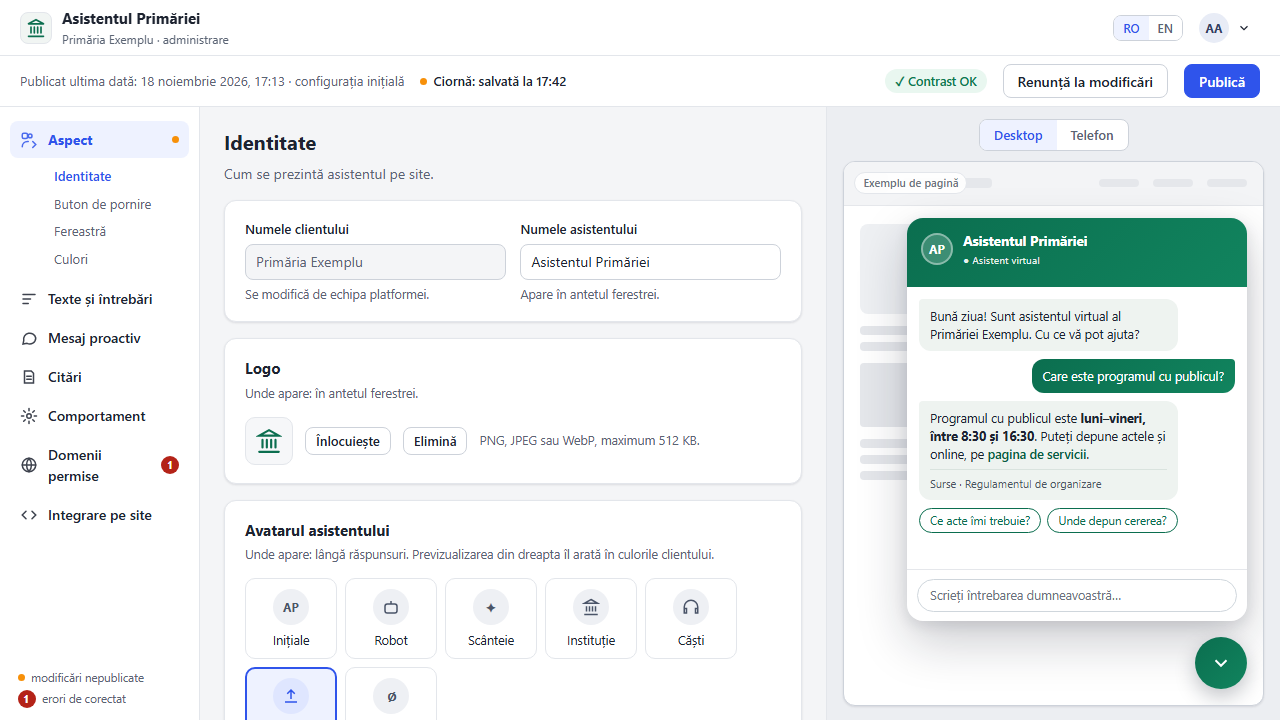 Asistentul Primăriei
Primăria Exemplu · administrare
RO EN
AA
Publicat ultima dată: 18 noiembrie 2026, 17:13 · configurația inițială
Ciornă: salvată la 17:42
✓ Contrast OK
Renunță la modificări
Publică
Aspect
Identitate
Buton de pornire
Fereastră
Culori
Texte și întrebări
Mesaj proactiv
Citări
Comportament
Domenii
permise
1
Integrare pe site
modificări nepublicate
1 erori de corectat
Identitate
Cum se prezintă asistentul pe site.
Numele clientului
Primăria Exemplu
Se modifică de echipa platformei.
Numele asistentului
Asistentul Primăriei
Apare în antetul ferestrei.
Logo
Unde apare: în antetul ferestrei.
Înlocuiește
Elimină
PNG, JPEG sau WebP, maximum 512 KB.
Avatarul asistentului
Unde apare: lângă răspunsuri. Previzualizarea din dreapta îl arată în culorile clientului.
AP
Inițiale
Robot
Scânteie
Instituție
Căști
Ø
Desktop
Telefon
Exemplu de pagină
AP
Asistentul Primăriei
• Asistent virtual
Bună ziua! Sunt asistentul virtual al
Primăriei Exemplu. Cu ce vă pot ajuta?
Care este programul cu publicul?
Programul cu publicul este luni–vineri,
între 8:30 și 16:30. Puteți depune actele și
online, pe pagina de servicii.
Surse · Regulamentul de organizare
Ce acte îmi trebuie?
Unde depun cererea?
Scrieți întrebarea dumneavoastră…